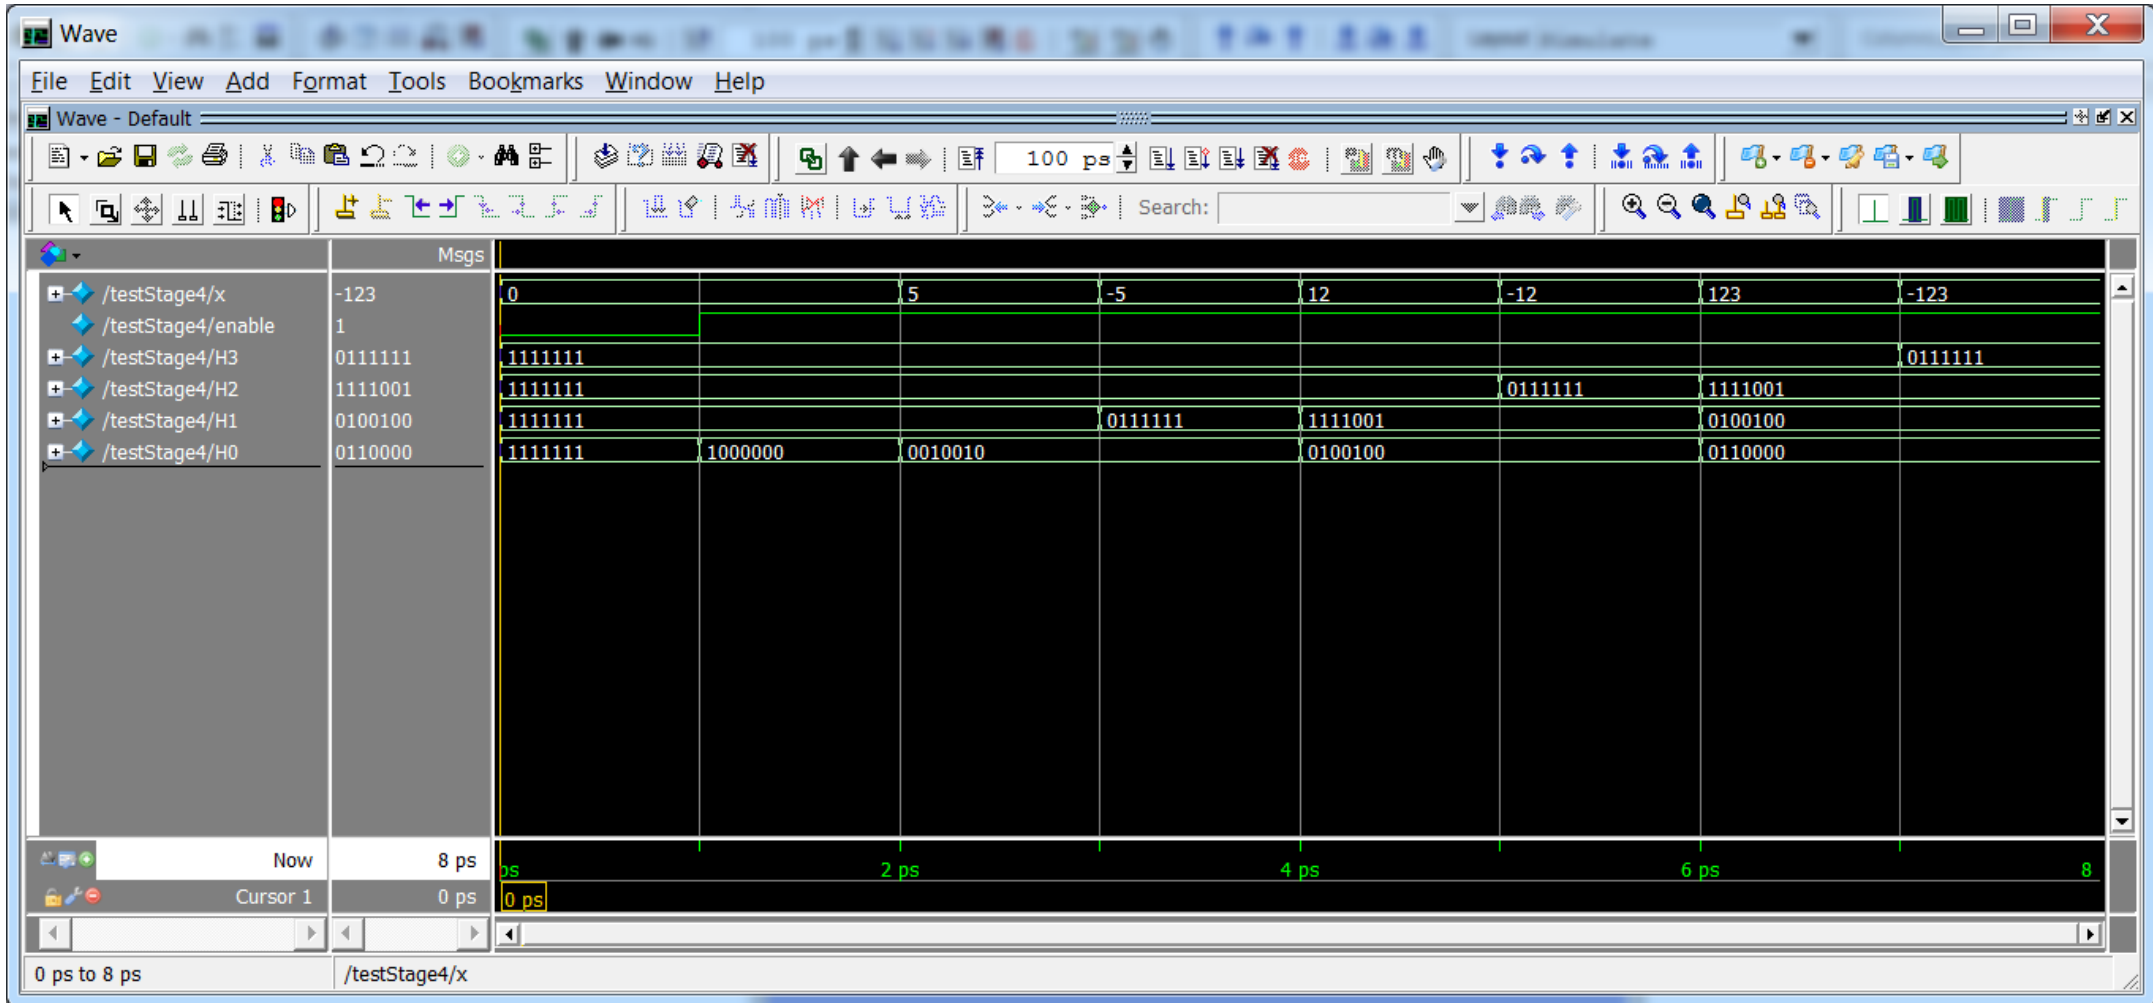 Wave
File Edit View Add Format Tools Bookmarks Window Help
Wave - Default
100 ps
Search:
Msgs
/testStage4/x -123 0 5 -5 12 -12 123 -123
/testStage4/enable 1
/testStage4/H3 0111111 1111111 0111111
/testStage4/H2 1111001 1111111 0111111 1111001
/testStage4/H1 0100100 1111111 0111111 1111001 0100100
/testStage4/H0 0110000 1111111 1000000 0010010 0100100 0110000
Now 8 ps ps 2 ps 4 ps 6 ps 8
Cursor 1 0 ps 0 ps
0 ps to 8 ps /testStage4/x